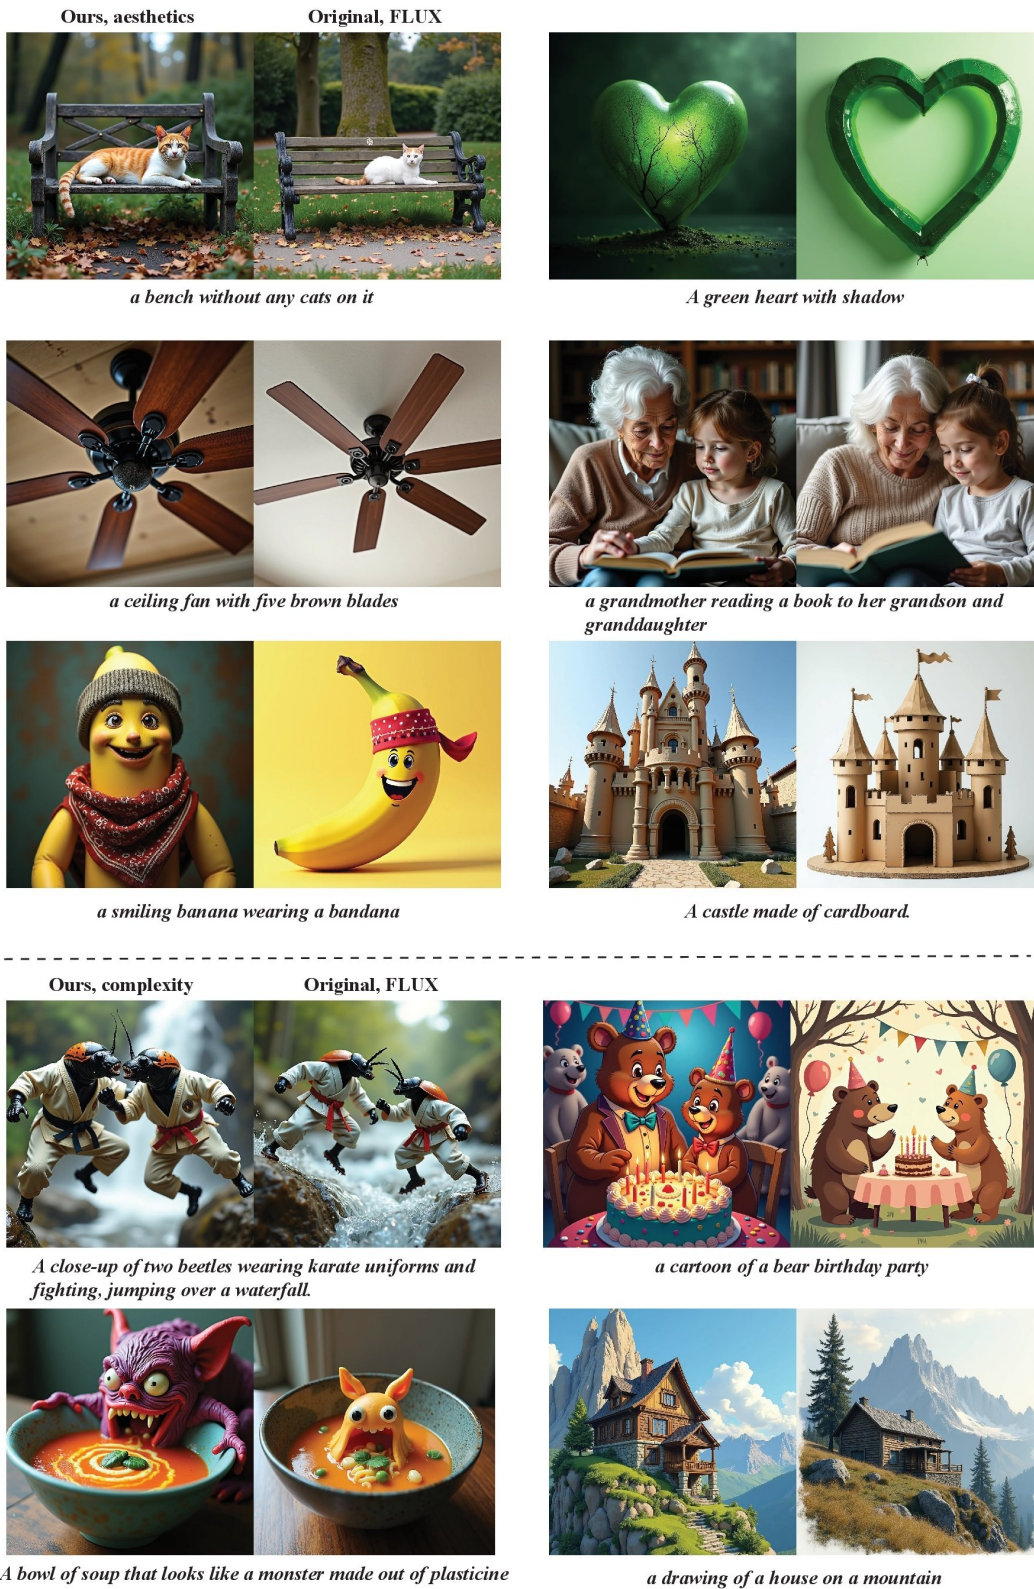 Ours, aesthetics
Original, FLUX
a bench without any cats on it
A green heart with shadow
a ceiling fan with five brown blades
a grandmother reading a book to her grandson and
granddaughter
a smiling banana wearing a bandana
A castle made of cardboard.
Ours, complexity
Original, FLUX
A close-up of two beetles wearing karate uniforms and
fighting, jumping over a waterfall.
a cartoon of a bear birthday party
A bowl of soup that looks like a monster made out of plasticine
a drawing of a house on a mountain